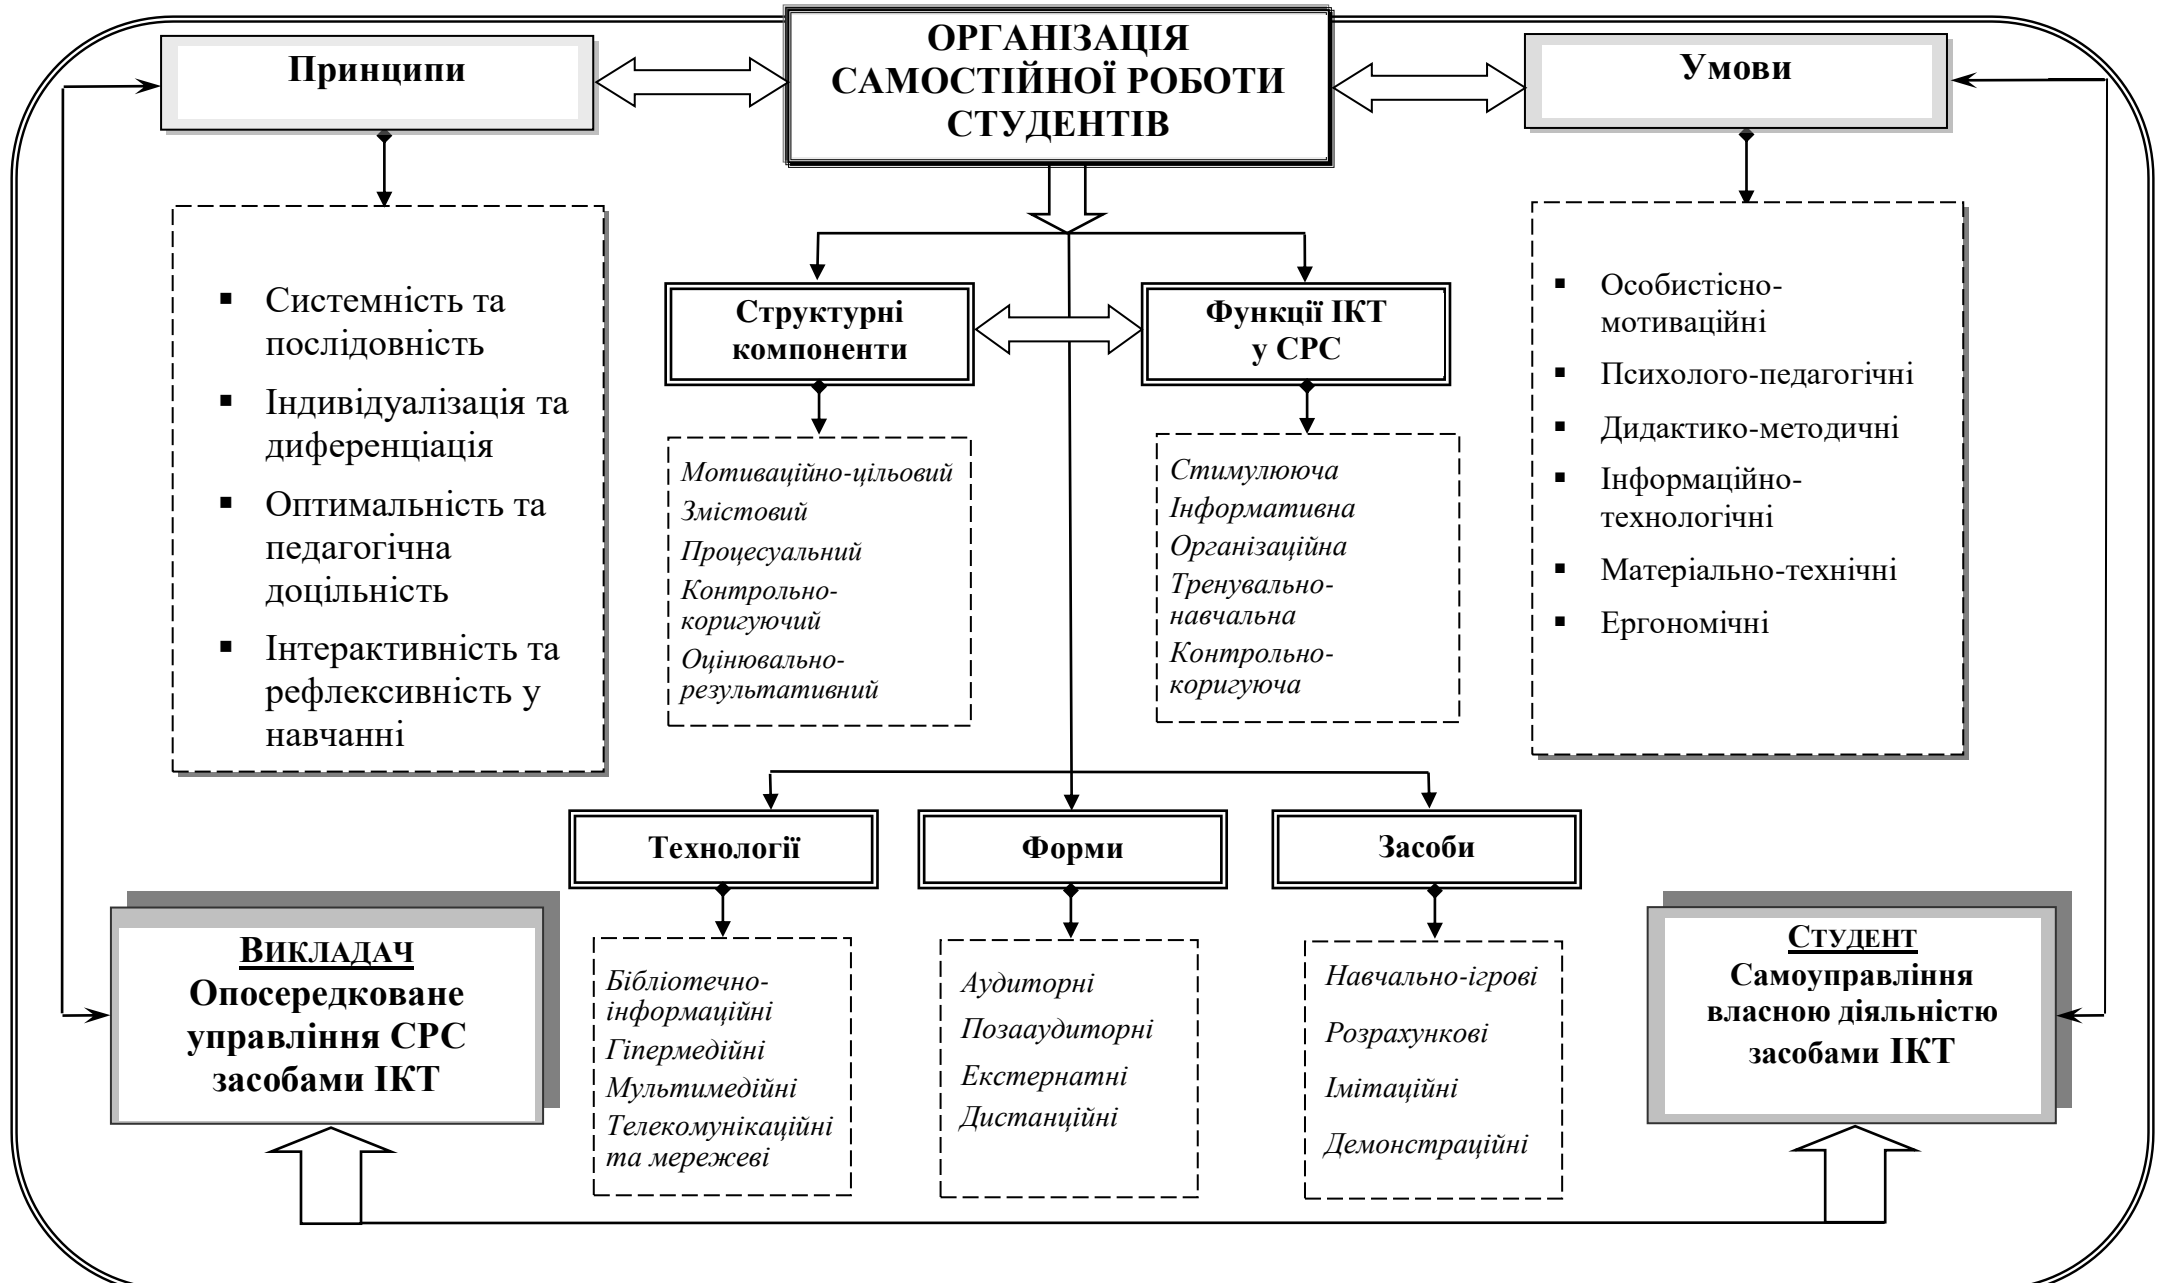 ОРГАНІЗАЦІЯ
САМОСТІЙНОЇ РОБОТИ
СТУДЕНТІВ
Принципи
Умови
▪ Системність та
послідовність
▪ Індивідуалізація та
диференціація
▪ Оптимальність та
педагогічна
доцільність
▪ Інтерактивність та
рефлексивність у
навчанні
Структурні
компоненти
Мотиваційно-цільовий
Змістовий
Процесуальний
Контрольно-
коригуючий
Оцінювально-
результативний
Функції ІКТ
у СРС
Стимулююча
Інформативна
Організаційна
Тренувально-
навчальна
Контрольно-
коригуюча
▪ Особистісно-
мотиваційні
▪ Психолого-педагогічні
▪ Дидактико-методичні
▪ Інформаційно-
технологічні
▪ Матеріально-технічні
▪ Ергономічні
Технології
Бібліотечно-
інформаційні
Гіпермедійні
Мультимедійні
Телекомунікаційні
та мережеві
Форми
Аудиторні
Позааудиторні
Екстернатні
Дистанційні
Засоби
Навчально-ігрові
Розрахункові
Імітаційні
Демонстраційні
ВИКЛАДАЧ
Опосередковане
управління СРС
засобами ІКТ
СТУДЕНТ
Самоуправління
власною діяльністю
засобами ІКТ